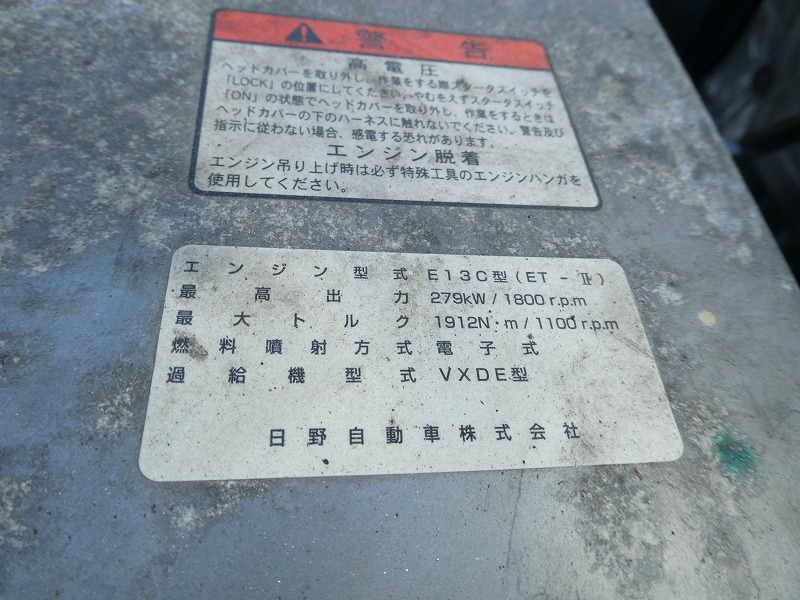 警告
高電圧
ヘッドカバーを取り外し、作業をする際スタータスイッチを
「LOCK」の位置にしてください。やむをえずスタータスイッチ
「ON」の状態でヘッドカバーを取り外し、作業をするときは
ヘッドカバーの下のハーネスに触れないでください。警告及び
指示に従わない場合、感電する恐れがあります。
エンジン脱着
エンジン吊り上げ時は必ず特殊工具のエンジンハンガを
使用してください。
エンジン型式 E13C型(ET-Ⅱ)
最高出力 279kW/1800r.p.m
最大トルク 1912N·m/1100r.p.m
燃料噴射方式 電子式
過給機型式 VXDE型
日野自動車株式会社